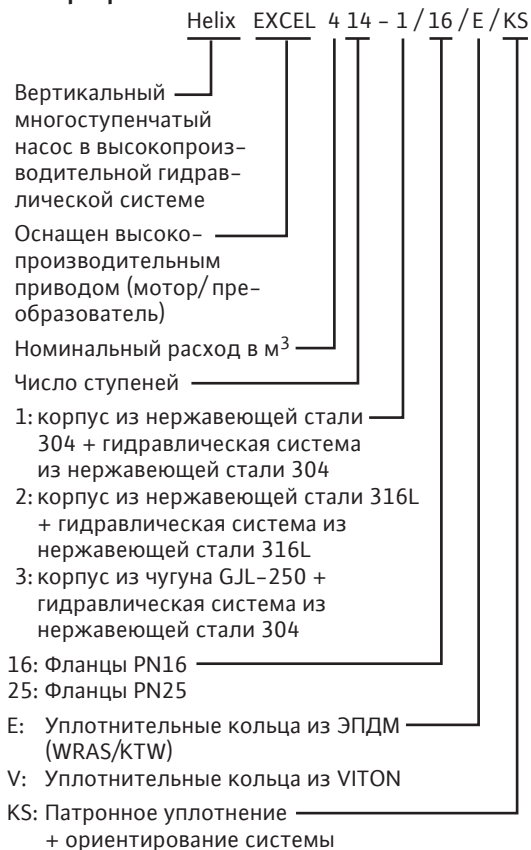 Helix EXCEL 4 14 – 1 / 16 / E / KS
Вертикальный
многоступенчатый
насос в высокопроиз–
водительной гидрав–
лической системе
Оснащен высоко–
производительным
приводом (мотор/ пре–
образователь)
Номинальный расход в м³
Число ступеней
1: корпус из нержавеющей стали
304 + гидравлическая система
из нержавеющей стали 304
2: корпус из нержавеющей стали 316L
+ гидравлическая система из
нержавеющей стали 316L
3: корпус из чугуна GJL–250 +
гидравлическая система из
нержавеющей стали 304
16: Фланцы PN16
25: Фланцы PN25
E: Уплотнительные кольца из ЭПДМ
(WRAS/KTW)
V: Уплотнительные кольца из VITON
KS: Патронное уплотнение
+ ориентирование системы